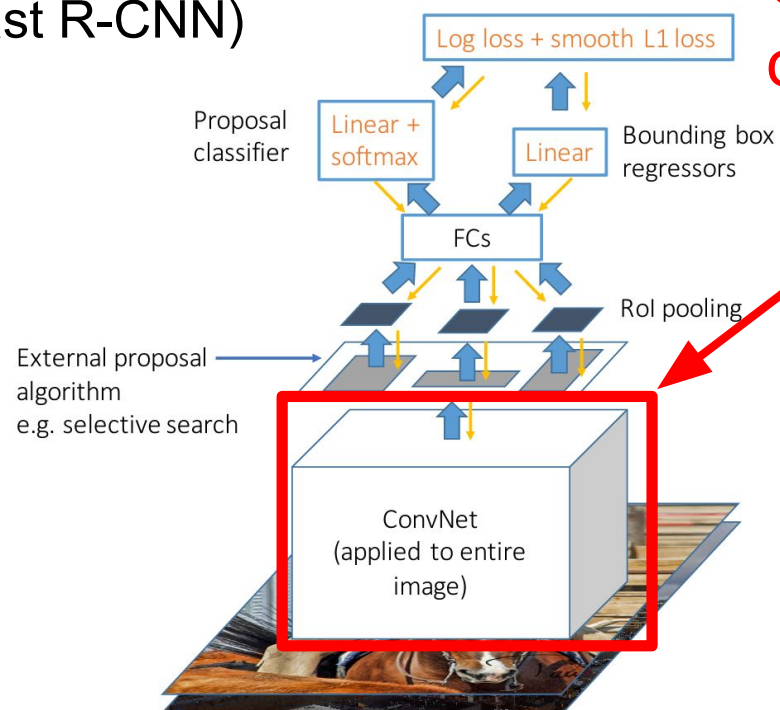 ast R-CNN)
Log loss + smooth L1 loss
Proposal
classifier
Linear +
softmax
Linear
Bounding box
regressors
FCs
RoI pooling
External proposal
algorithm
e.g. selective search
ConvNet
(applied to entire
image)